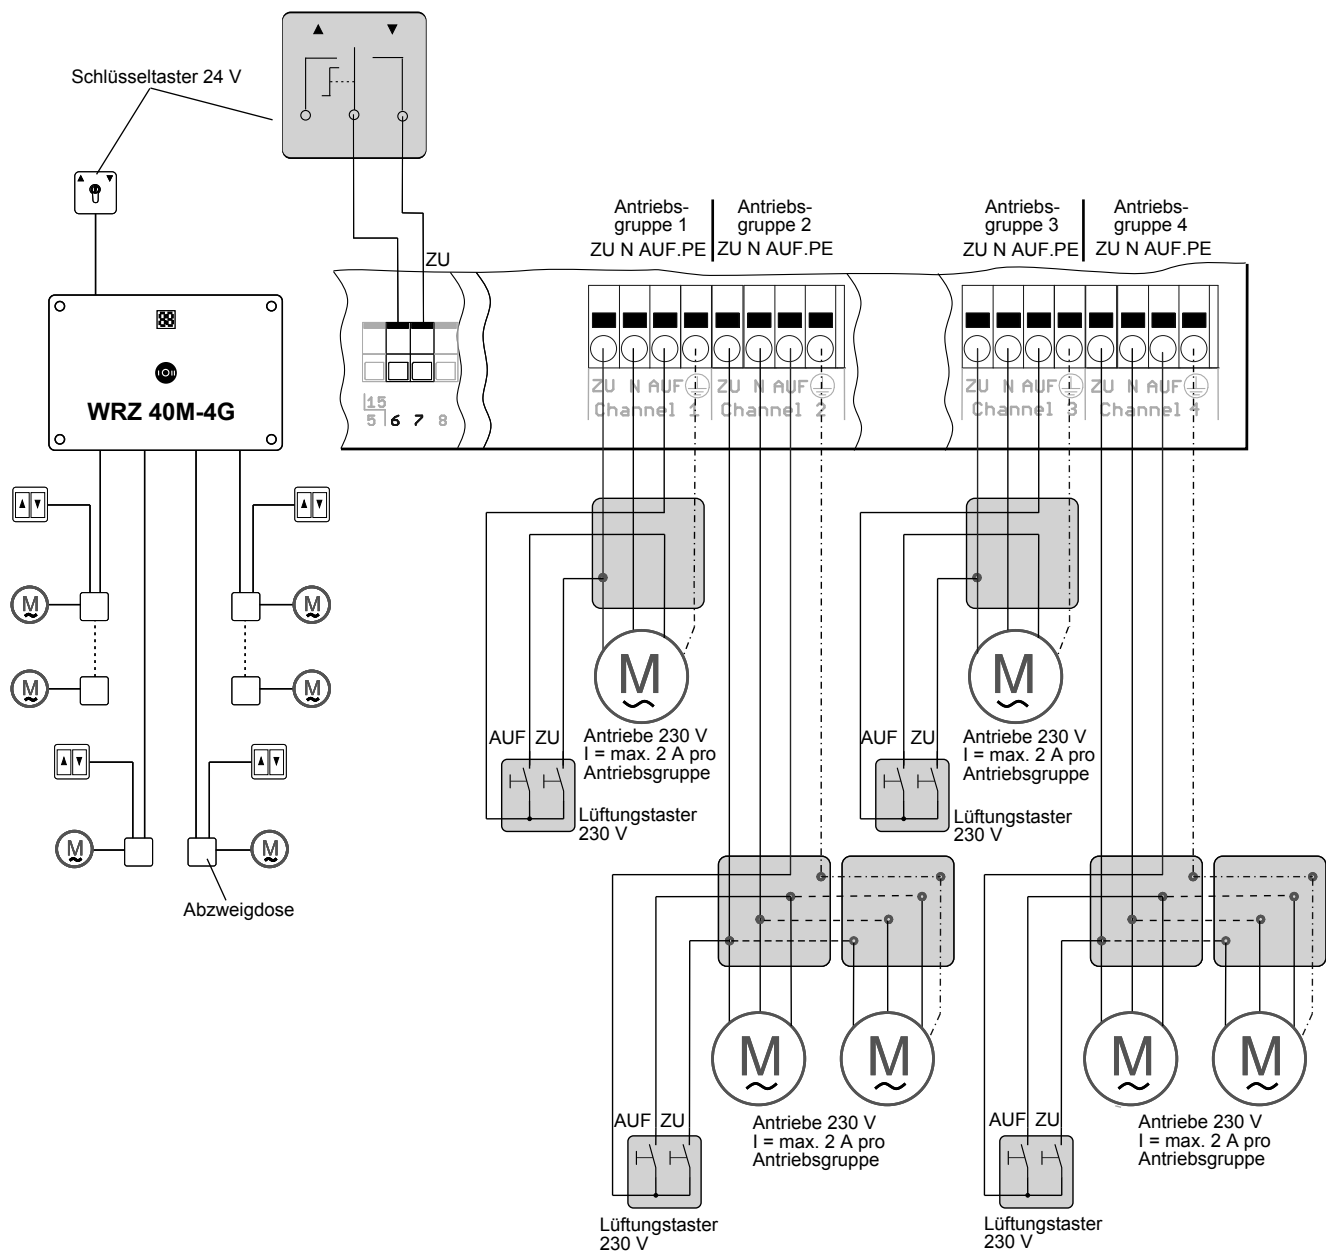 Schlüsseltaster 24 V
▲ ▼
ZU
Antriebs-
gruppe 1
ZU N AUF.PE
Antriebs-
gruppe 2
ZU N AUF.PE
Antriebs-
gruppe 3
ZU N AUF.PE
Antriebs-
gruppe 4
ZU N AUF.PE
WRZ 40M-4G
15
5 6 7 8
ZU N AUF
Channel 1
ZU N AUF
Channel 2
ZU N AUF
Channel 3
ZU N AUF
Channel 4
M
M
M
M
M
M
Abzweigdose
M
Antriebe 230 V
I = max. 2 A pro
Antriebsgruppe
AUF ZU
Lüftungstaster
230 V
M
Antriebe 230 V
I = max. 2 A pro
Antriebsgruppe
AUF ZU
Lüftungstaster
230 V
M
M
Antriebe 230 V
I = max. 2 A pro
Antriebsgruppe
AUF ZU
Lüftungstaster
230 V
M
M
Antriebe 230 V
I = max. 2 A pro
Antriebsgruppe
AUF ZU
Lüftungstaster
230 V